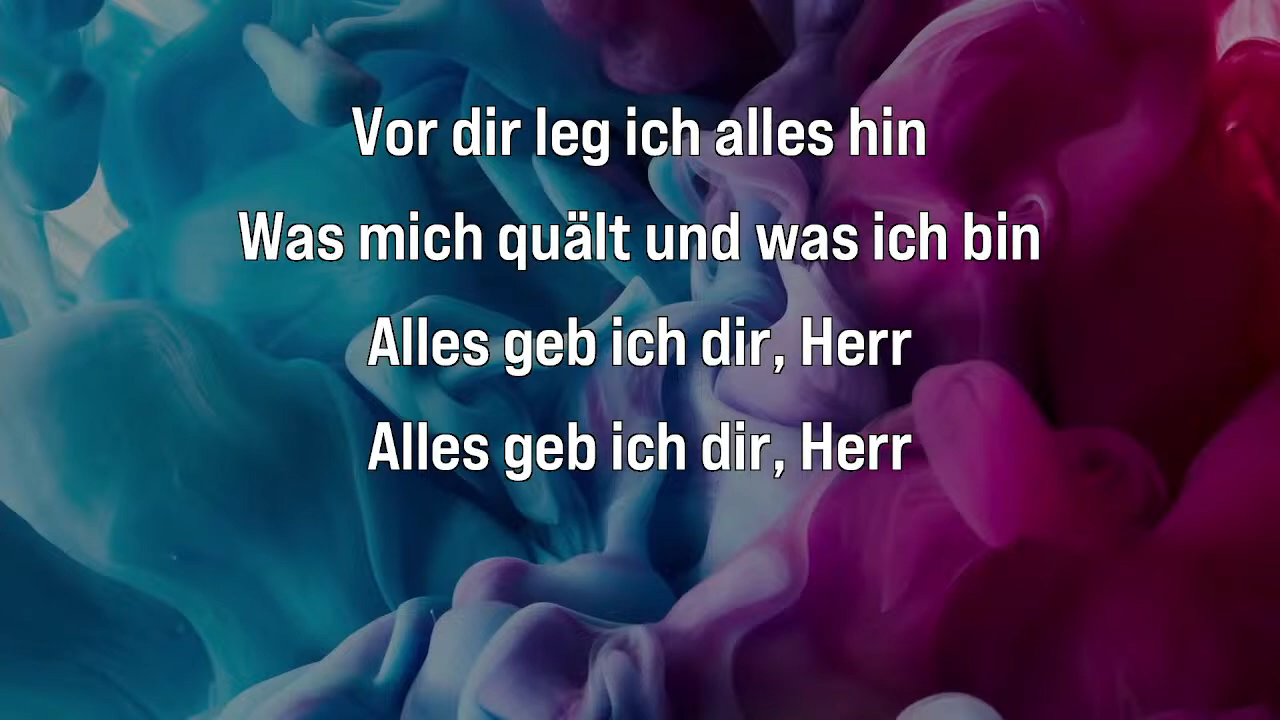 Vor dir leg ich alles hin
Was mich quält und was ich bin
Alles geb ich dir, Herr
Alles geb ich dir, Herr